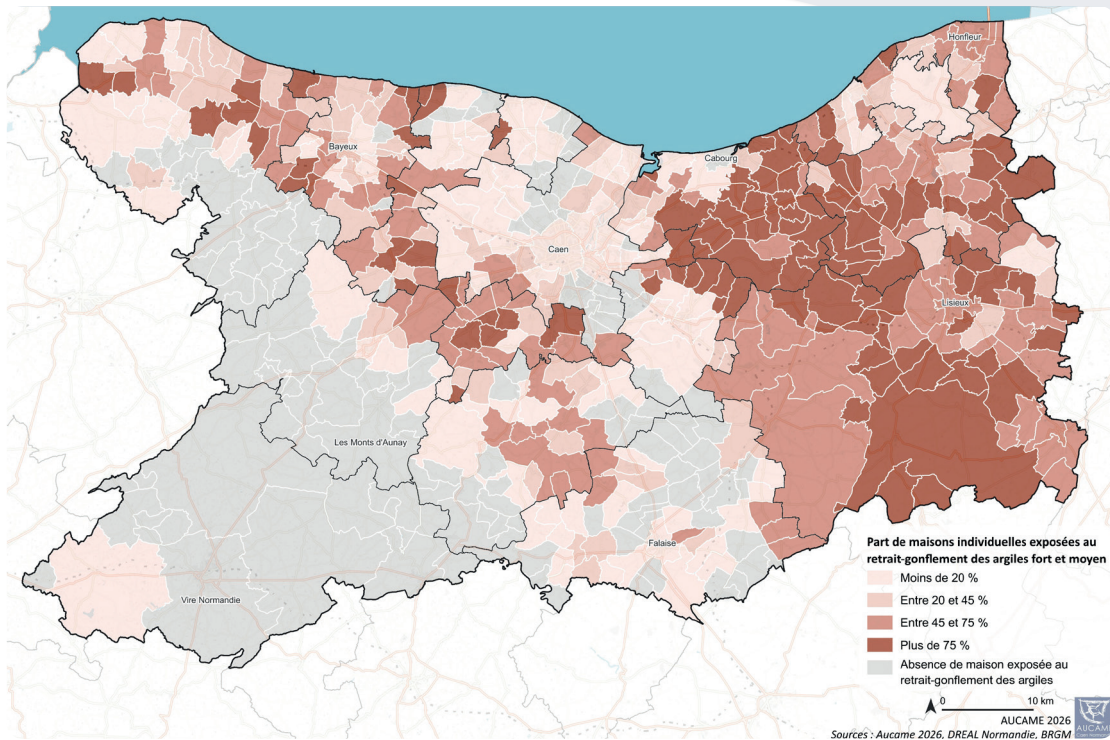 Honfleur
Bayeux
Cabourg
Caen
Lisieux
Les Monts d'Aunay
Falaise
Vire Normandie
Part de maisons individuelles exposées au
retrait-gonflement des argiles fort et moyen
Moins de 20 %
Entre 20 et 45 %
Entre 45 et 75 %
Plus de 75 %
Absence de maison exposée au
retrait-gonflement des argiles
0 10 km
AUCAME 2026
Sources : Aucame 2026, DREAL Normandie, BRGM
AUCAME